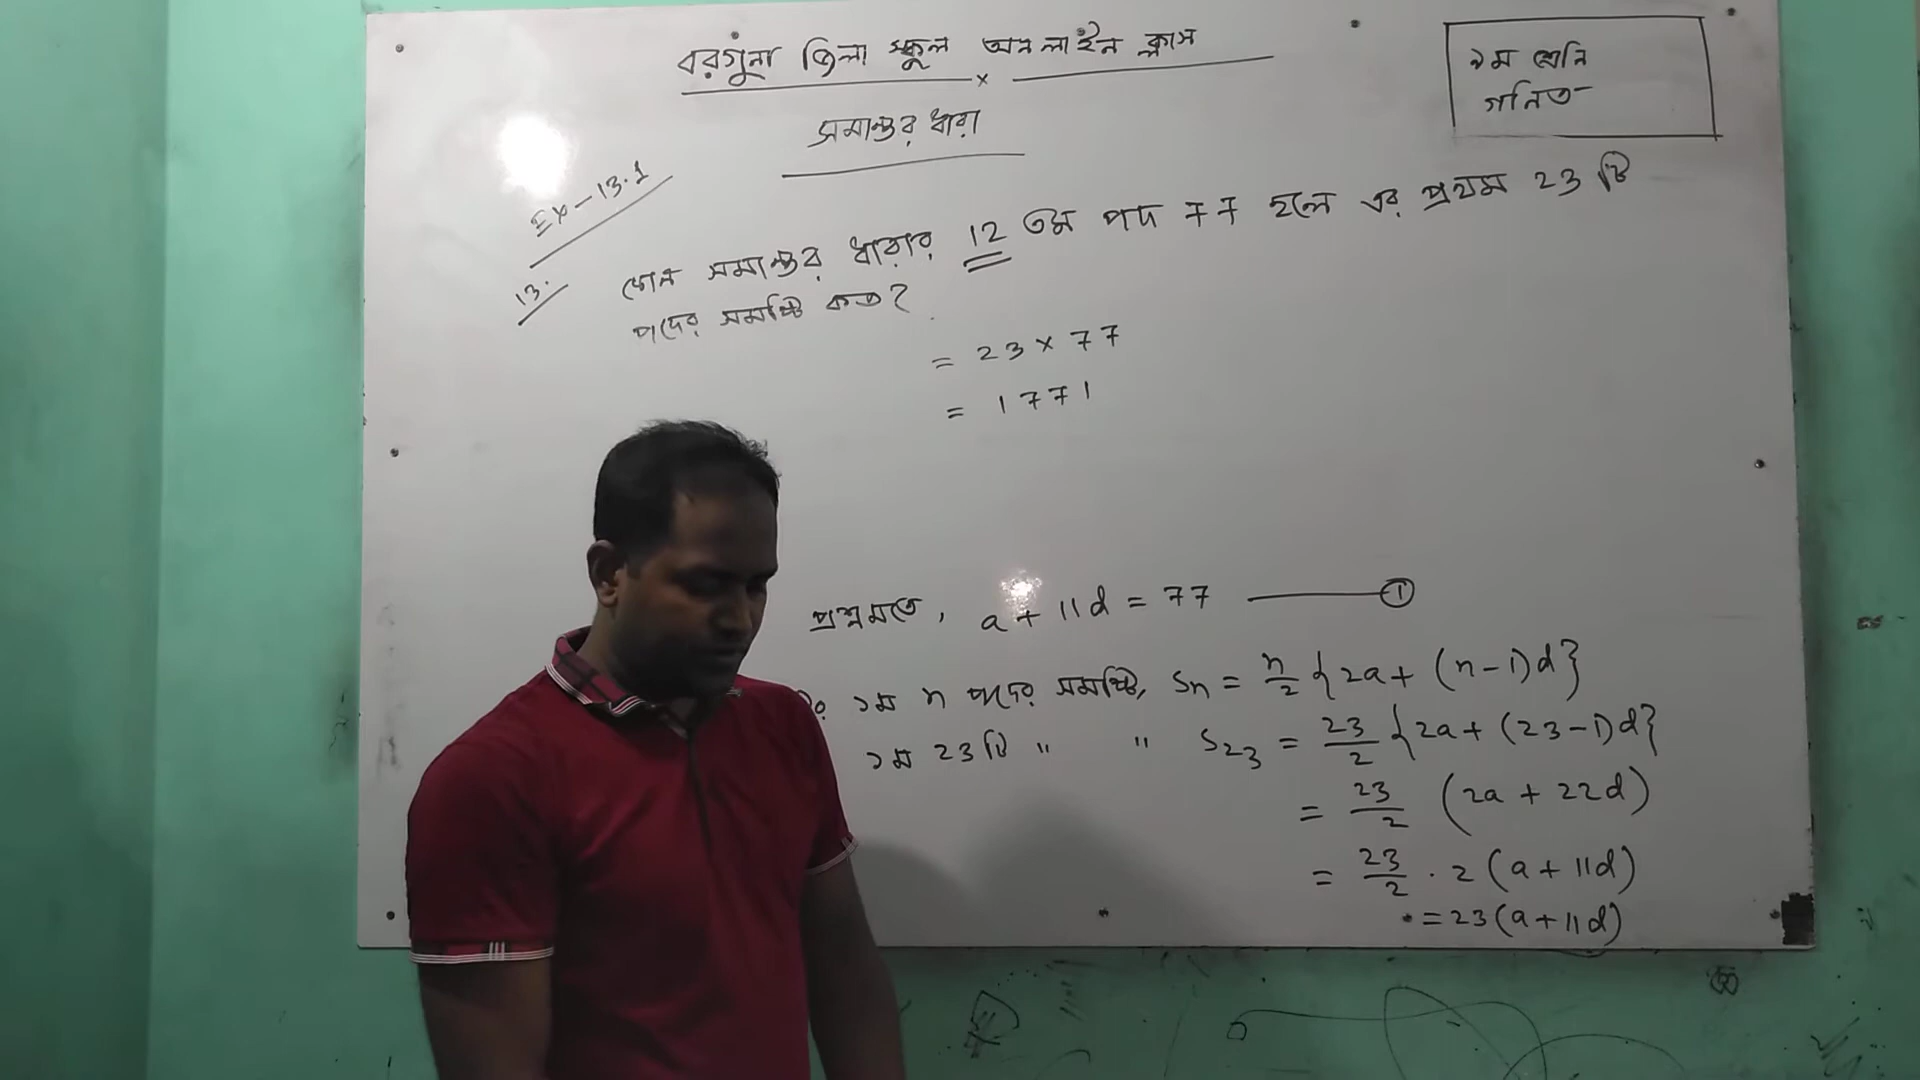 বরগুনা জিলা স্কুল অনলাইন ক্লাস
×
৯ম শ্রেনি
গনিত
সমান্তর ধারা
Ex-13.1
13. কোন সমান্তর ধারার 12 তম পদ 77 হলে এর প্রথম 23 টি
পদের সমষ্টি কত?
= 23 × 77
= 1771
প্রশ্নমতে, a + 11d = 77 ——— ①
১ম n পদের সমষ্টি, Sn = n/2 {2a + (n-1)d}
১ম 23 টি " " S23 = 23/2 {2a + (23-1)d}
= 23/2 (2a + 22d)
= 23/2 · 2 (a + 11d)
= 23 (a + 11d)